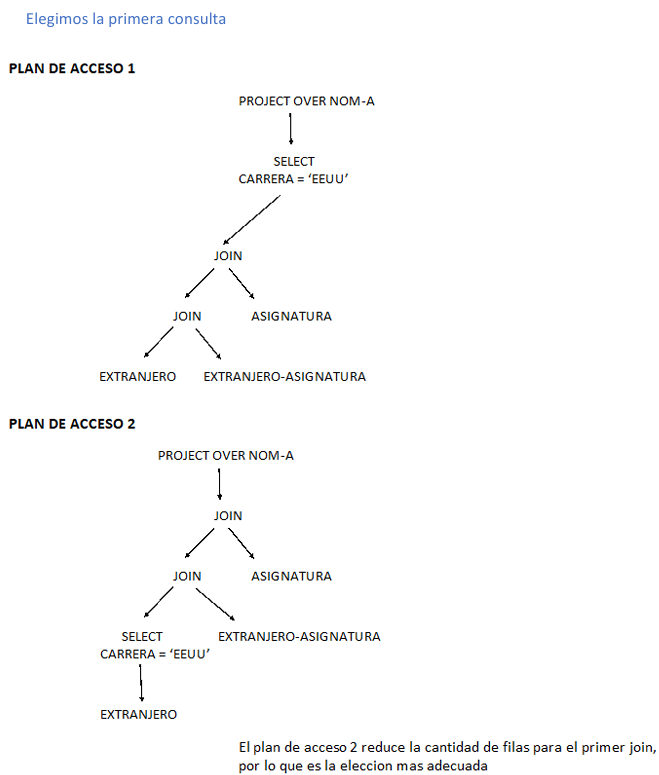 Elegimos la primera consulta
PLAN DE ACCESO 1
PROJECT OVER NOM-A
SELECT
CARRERA = ‘EEUU’
JOIN
JOIN
ASIGNATURA
EXTRANJERO
EXTRANJERO-ASIGNATURA
PLAN DE ACCESO 2
PROJECT OVER NOM-A
JOIN
JOIN
ASIGNATURA
SELECT
CARRERA = ‘EEUU’
EXTRANJERO-ASIGNATURA
EXTRANJERO
El plan de acceso 2 reduce la cantidad de filas para el primer join,
por lo que es la eleccion mas adecuada